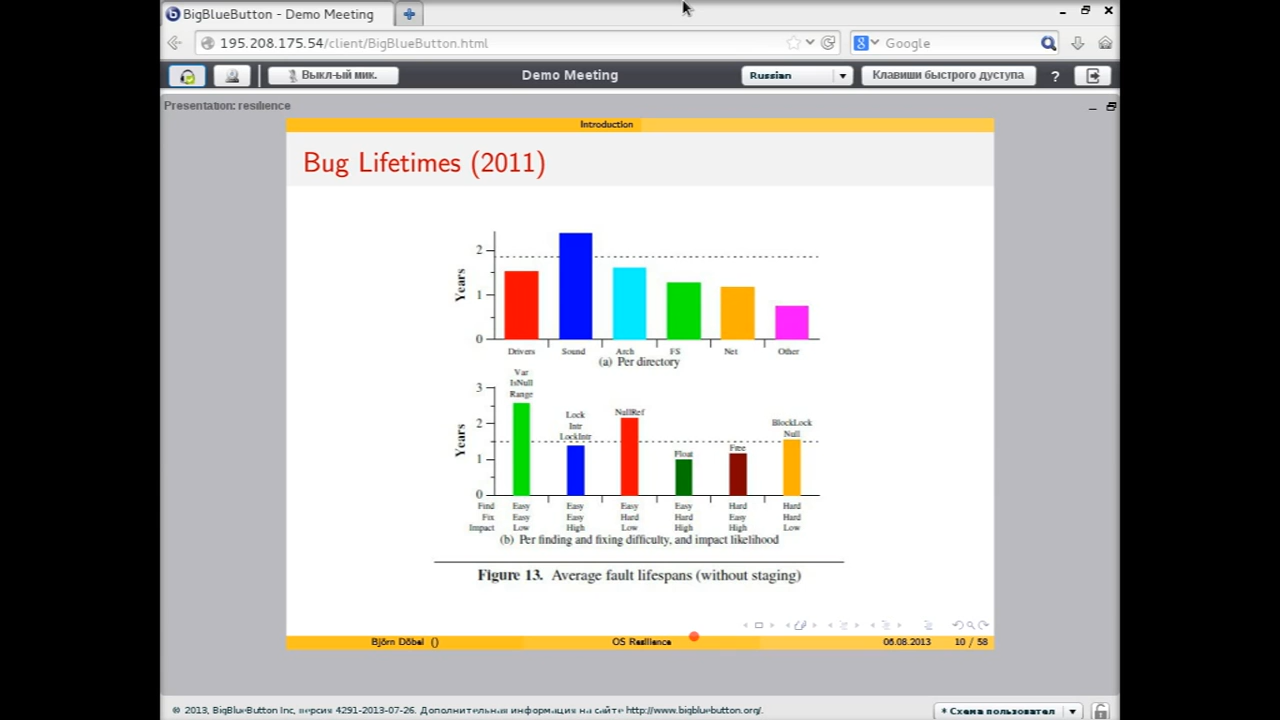 BigBlueButton - Demo Meeting
195.208.175.54/client/BigBlueButton.html
Google
Выкл-ый мик.
Demo Meeting
Russian
Клавиши быстрого доступа
?
Presentation: resilience
Introduction
Bug Lifetimes (2011)
Years
2
1
0
Drivers Sound Arch FS Net Other
(a) Per directory
Years
3
2
1
0
Var
IsNull
Range
Lock
Intr
LockIntr
NullRef
Float
Free
BlockLock
Null
Find Easy Easy Easy Easy Hard Hard
Fix Easy Easy Hard Hard Easy Hard
Impact Low High Low High High Low
(b) Per finding and fixing difficulty, and impact likelihood
Figure 13. Average fault lifespans (without staging)
Björn Döbel () OS Resilience 06.08.2013 10 / 58
© 2013, BigBlueButton Inc, версия 4291-2013-07-26. Дополнительная информация на сайте http://www.bigbluebutton.org/.
* Схема пользовател